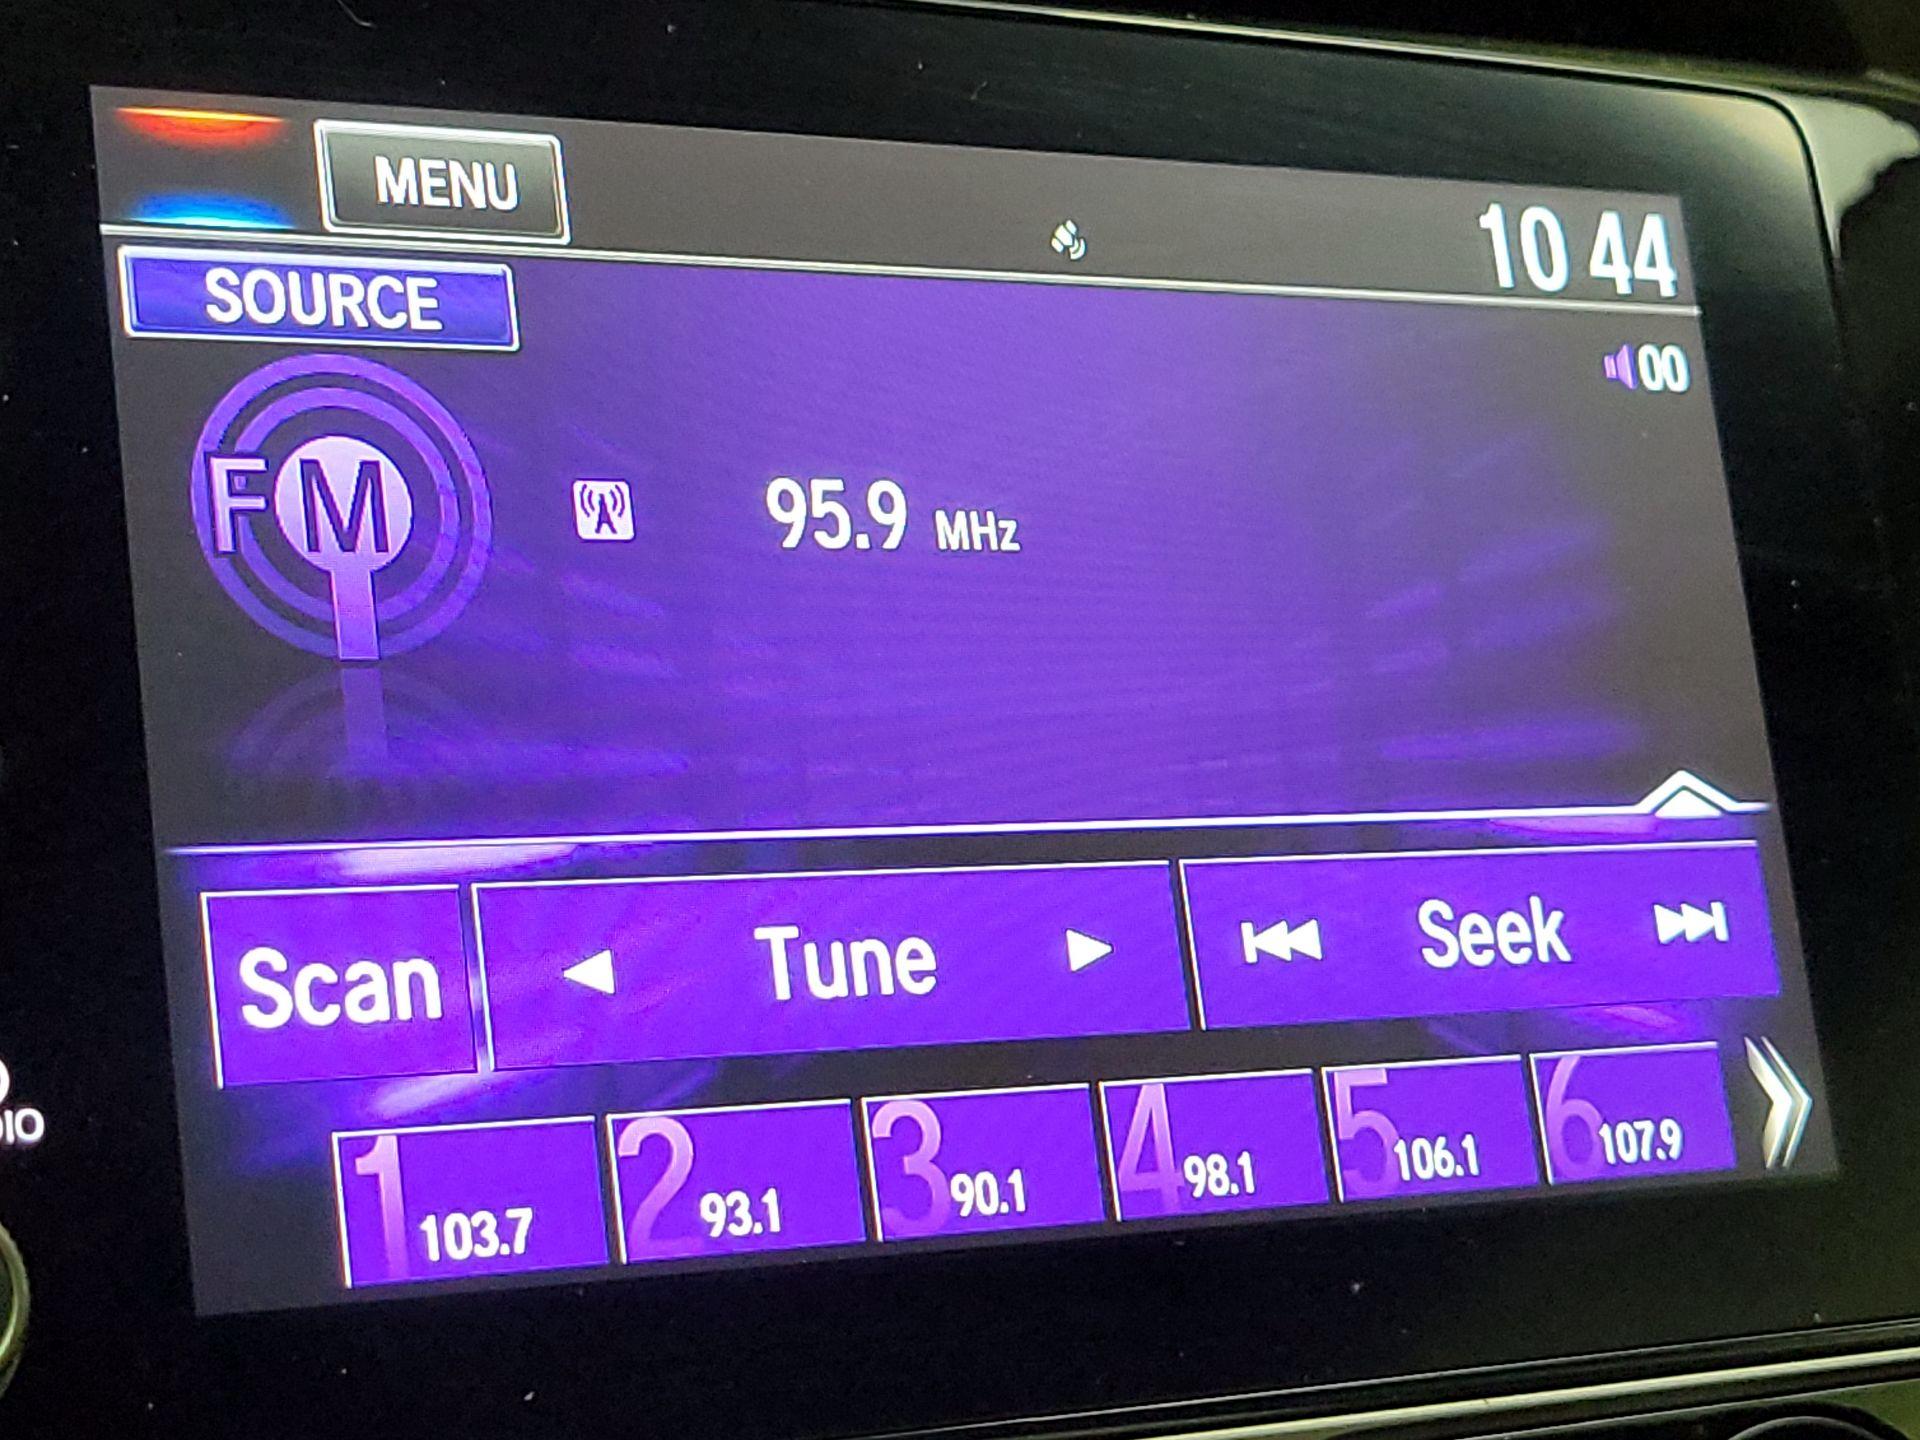 MENU
10 44
SOURCE
00
FM
95.9 MHz
Scan
Tune
Seek
1 103.7
2 93.1
3 90.1
4 98.1
5 106.1
6 107.9